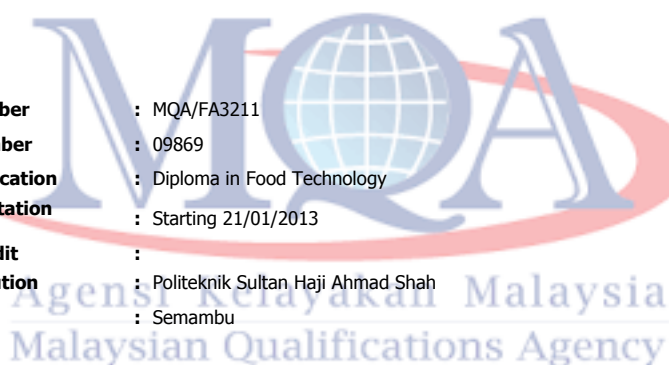 MQA
ber : MQA/FA3211
ber : 09869
cation : Diploma in Food Technology
tation
: Starting 21/01/2013
dit :
tion : Politeknik Sultan Haji Ahmad Shah
: Semambu
Agensi Kelayakan Malaysia
Malaysian Qualifications Agency